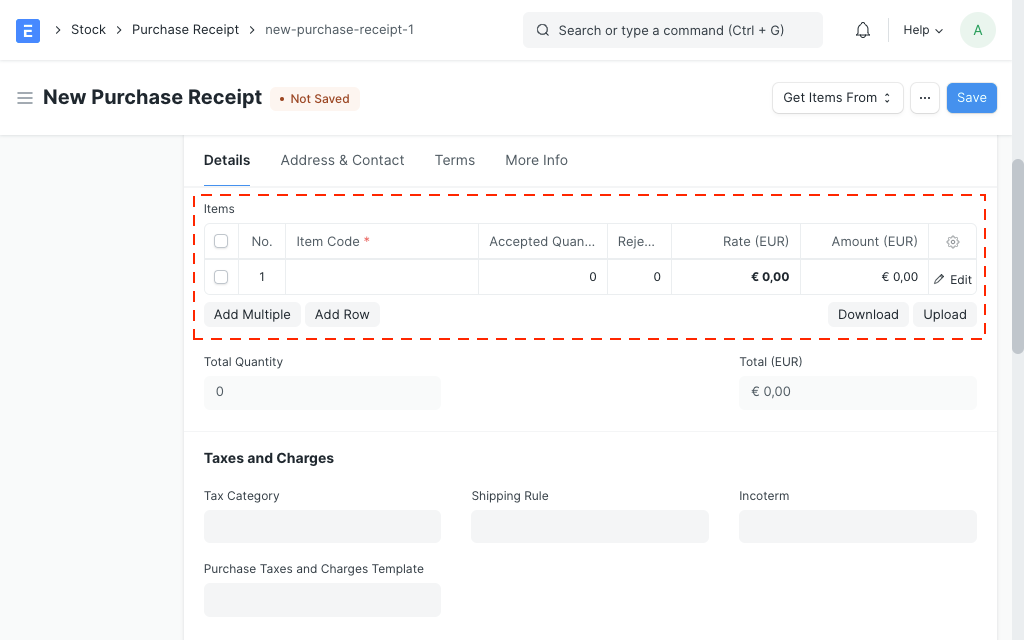 E Stock Purchase Receipt new-purchase-receipt-1 Search or type a command (Ctrl + G) Help A
New Purchase Receipt • Not Saved Get Items From ... Save
Details Address & Contact Terms More Info
Items
No. Item Code * Accepted Quan... Reje... Rate (EUR) Amount (EUR)
1 0 0 € 0,00 € 0,00 Edit
Add Multiple Add Row Download Upload
Total Quantity Total (EUR)
0 € 0,00
Taxes and Charges
Tax Category Shipping Rule Incoterm
Purchase Taxes and Charges Template